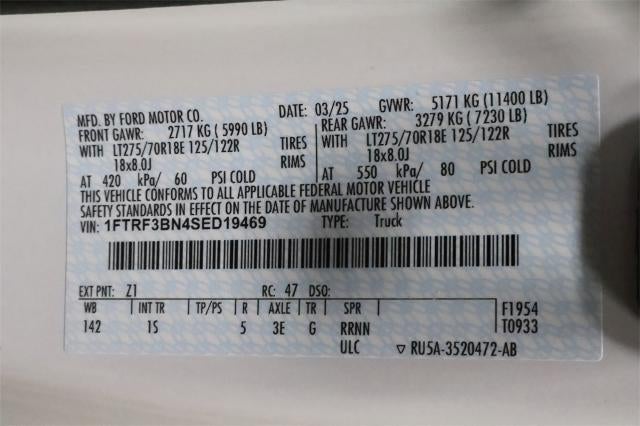 MFD. BY FORD MOTOR CO. DATE: 03/25 GVWR: 5171 KG (11400 LB)
FRONT GAWR: 2717 KG (5990 LB) REAR GAWR: 3279 KG (7230 LB)
WITH LT275/70R18E 125/122R TIRES WITH LT275/70R18E 125/122R TIRES
18x8.0J RIMS 18x8.0J RIMS
AT 420 kPa/ 60 PSI COLD AT 550 kPa/ 80 PSI COLD
THIS VEHICLE CONFORMS TO ALL APPLICABLE FEDERAL MOTOR VEHICLE
SAFETY STANDARDS IN EFFECT ON THE DATE OF MANUFACTURE SHOWN ABOVE.
VIN: 1FTRF3BN4SED19469 TYPE: Truck
EXT PNT: Z1 RC: 47 DSO:
WB INT TR TP/PS R AXLE TR SPR F1954
142 1S 5 3E G RRNN T0933
ULC ▽ RU5A-3520472-AB